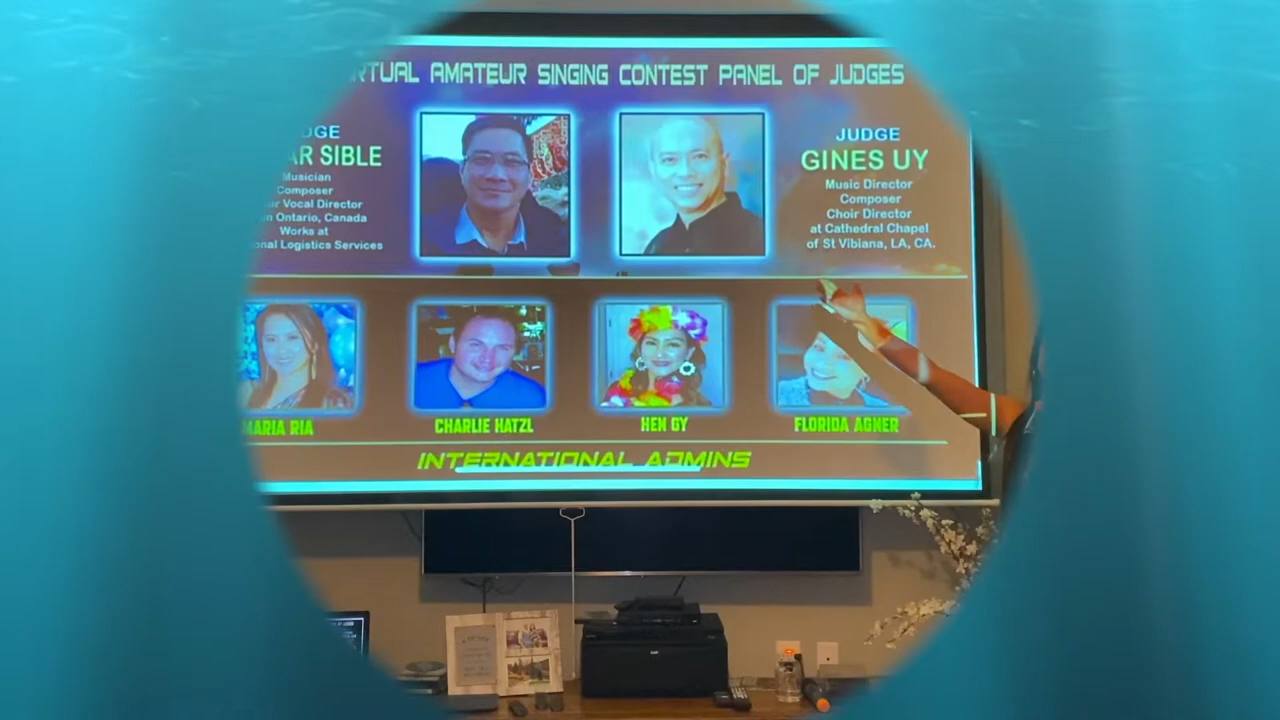 RTUAL AMATEUR SINGING CONTEST PANEL OF JUDGES
DGE
AR SIBLE
Musician
Composer
ir Vocal Director
n Ontario, Canada
Works at
onal Logistics Services
JUDGE
GINES UY
Music Director
Composer
Choir Director
at Cathedral Chapel
of St Vibiana, LA, CA.
MARIA RIA
CHARLIE HATZL
HEN GY
FLORIDA AGNER
INTERNATIONAL ADMINS